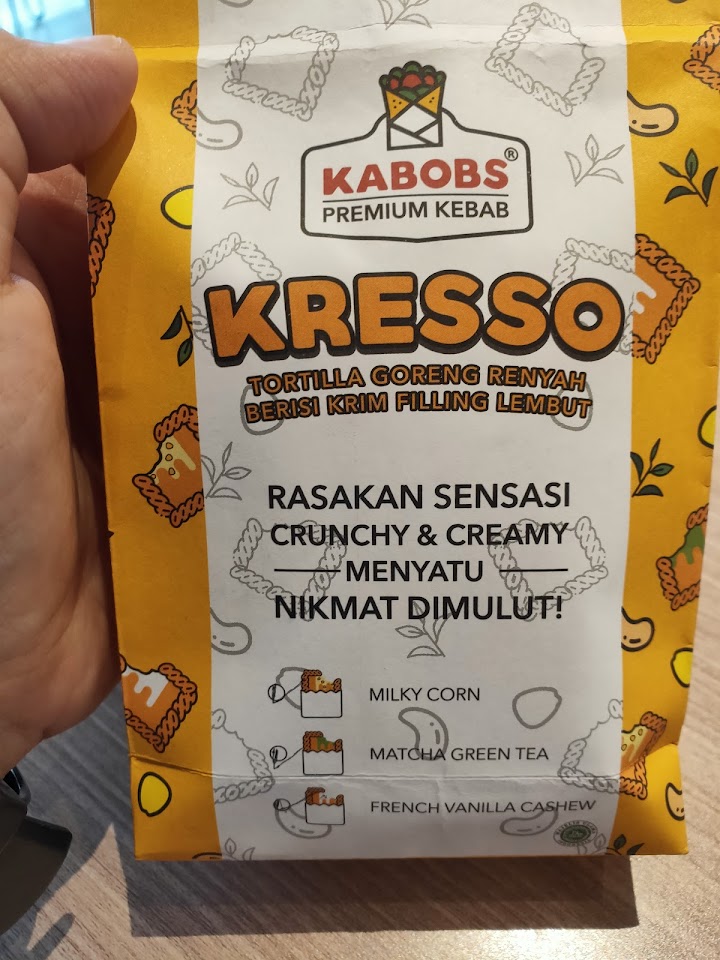 KABOBS®
PREMIUM KEBAB
KRESSO
TORTILLA GORENG RENYAH
BERISI KRIM FILLING LEMBUT
RASAKAN SENSASI
CRUNCHY & CREAMY
MENYATU
NIKMAT DIMULUT!
MILKY CORN
MATCHA GREEN TEA
FRENCH VANILLA CASHEW